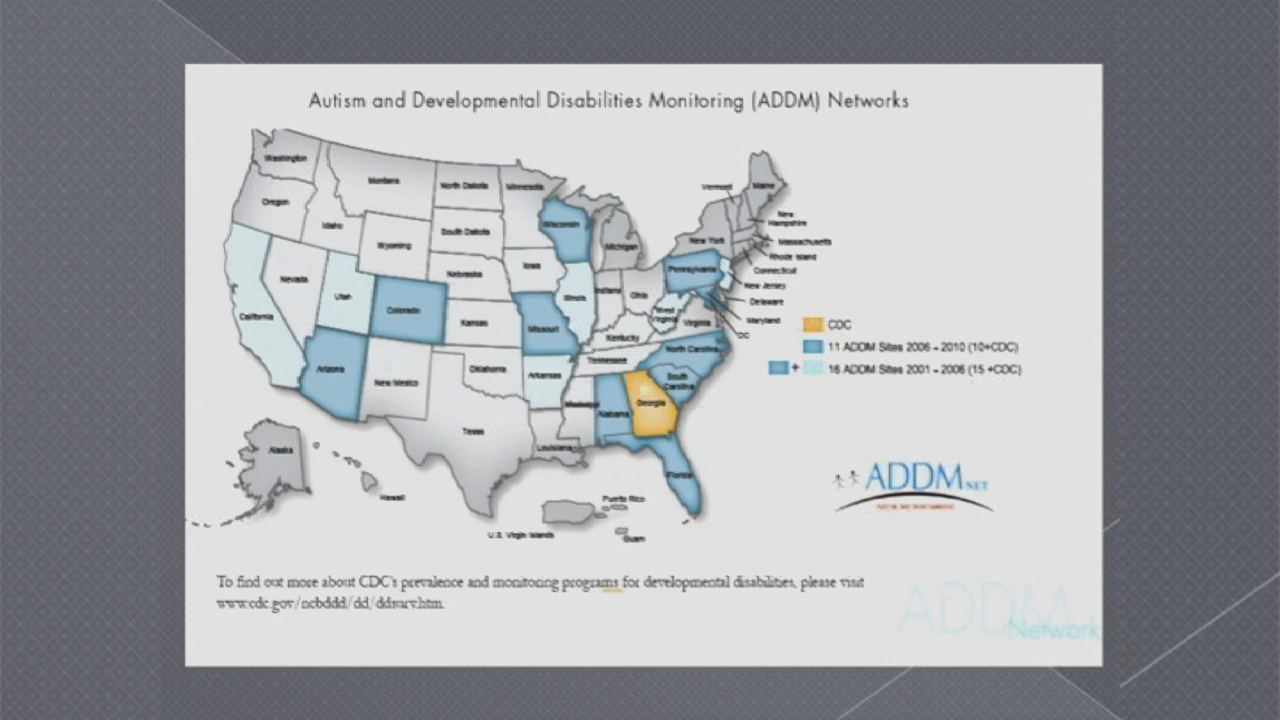 Autism and Developmental Disabilities Monitoring (ADDM) Networks
Washington
Montana
North Dakota
Minnesota
Vermont
Maine
Oregon
Idaho
South Dakota
Wisconsin
Michigan
New York
New Hampshire
Massachusetts
Rhode Island
Connecticut
Wyoming
Nebraska
Iowa
Pennsylvania
New Jersey
Delaware
Maryland
DC
Nevada
Utah
Colorado
Kansas
Missouri
Illinois
Indiana
Ohio
West Virginia
Virginia
Kentucky
California
Arizona
New Mexico
Oklahoma
Arkansas
Tennessee
North Carolina
South Carolina
Texas
Louisiana
Mississippi
Alabama
Georgia
Florida
Alaska
Hawaii
Puerto Rico
U.S. Virgin Islands
Guam
CDC
11 ADDM Sites 2006 - 2010 (10+CDC)
+ 16 ADDM Sites 2001 - 2006 (15 +CDC)
ADDM NET
To find out more about CDC's prevalence and monitoring programs for developmental disabilities, please visit
www.cdc.gov/ncbddd/dd/ddsurv.htm.
ADDM
Network